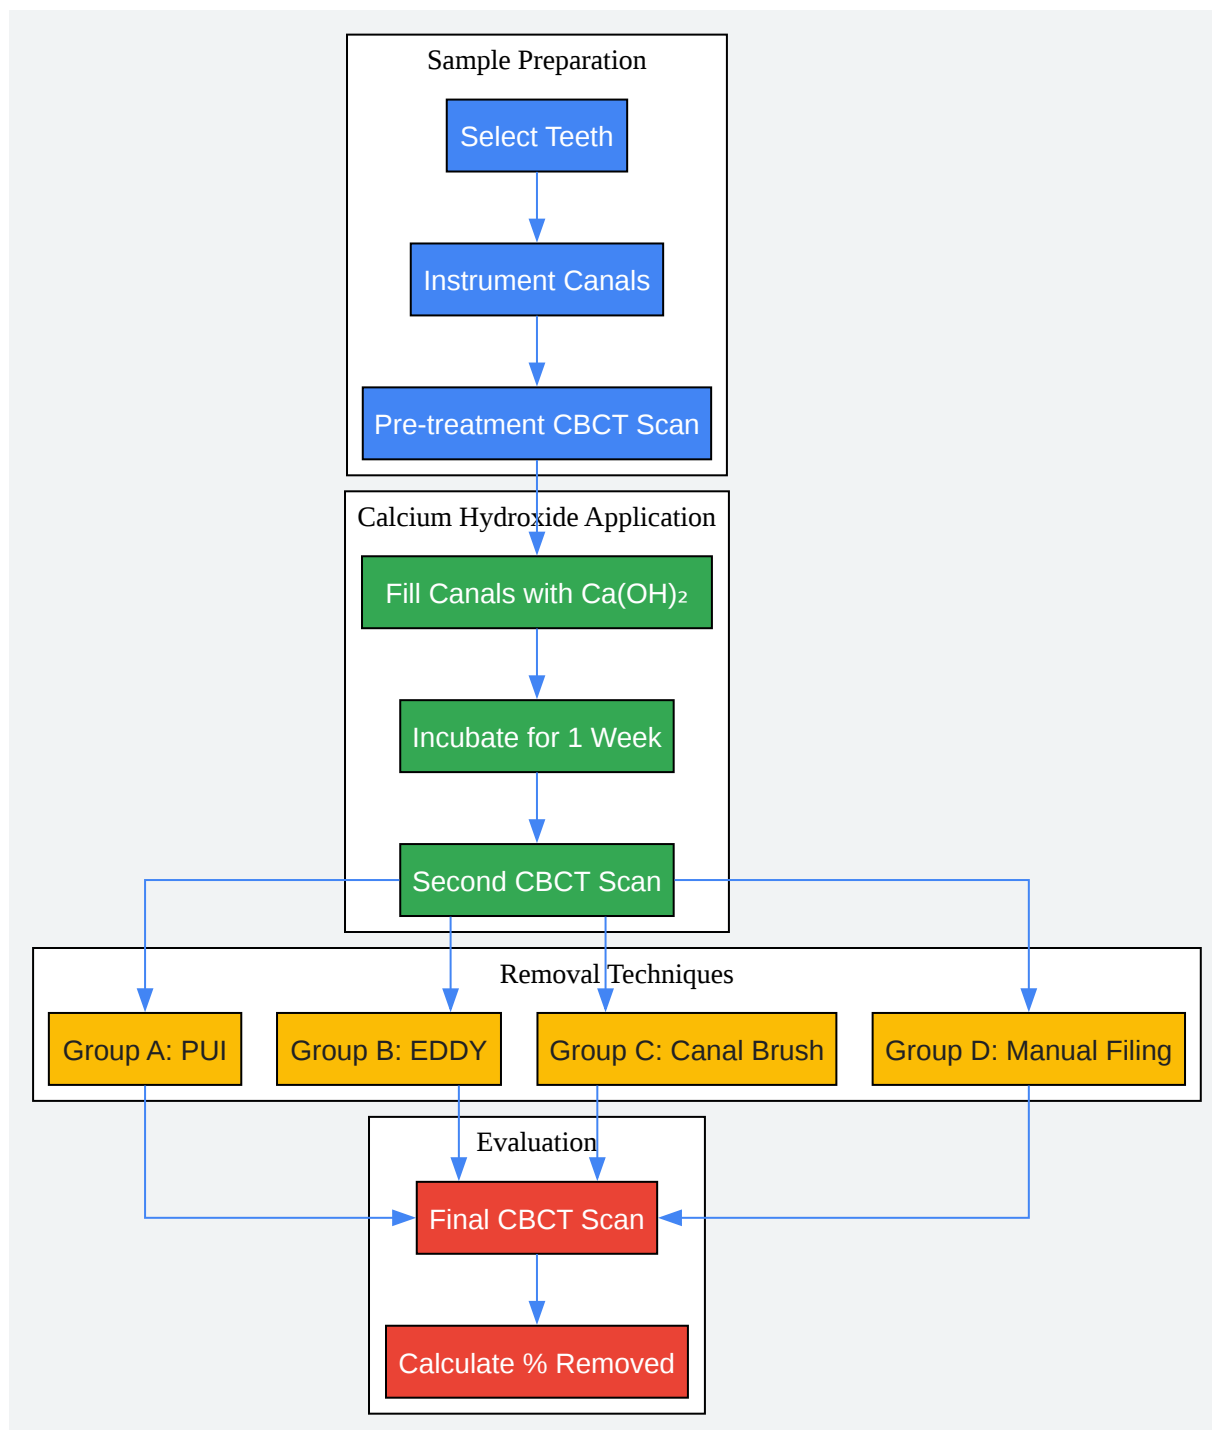 Sample Preparation
Select Teeth
Instrument Canals
Pre-treatment CBCT Scan
Calcium Hydroxide Application
Fill Canals with Ca(OH)₂
Incubate for 1 Week
Second CBCT Scan
Removal Techniques
Group A: PUI
Group B: EDDY
Group C: Canal Brush
Group D: Manual Filing
Evaluation
Final CBCT Scan
Calculate % Removed